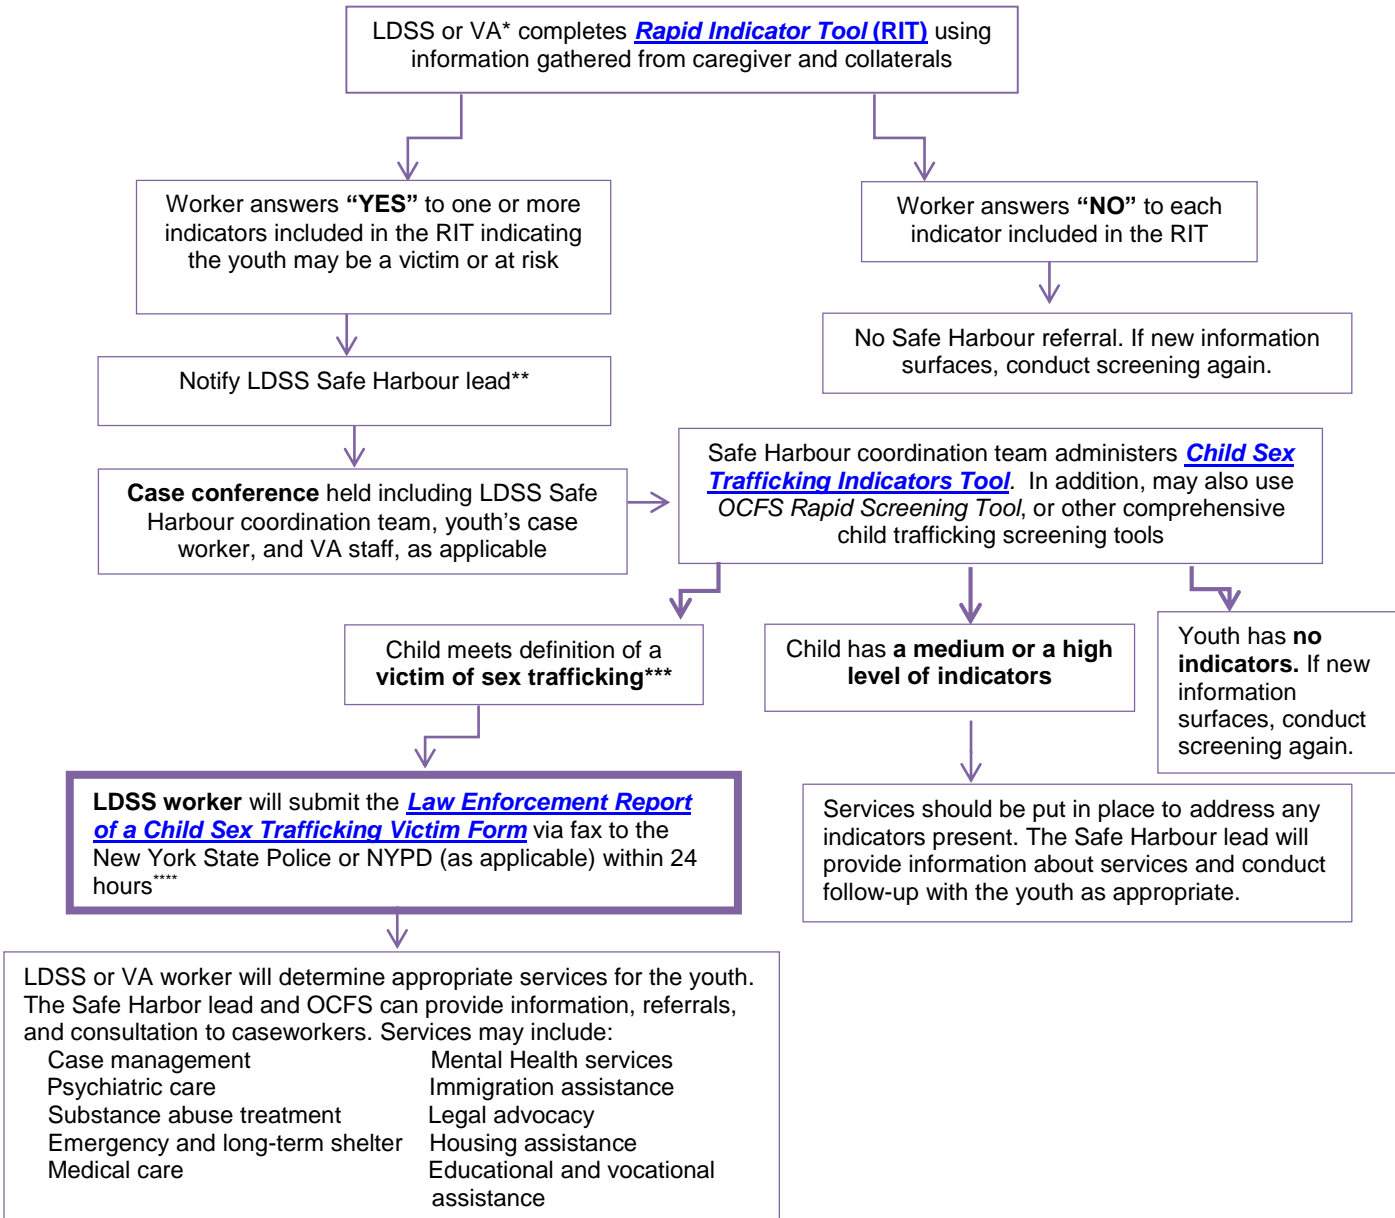 LDSS or VA* completes Rapid Indicator Tool (RIT) using
information gathered from caregiver and collaterals
Worker answers “YES” to one or more
indicators included in the RIT indicating
the youth may be a victim or at risk
Worker answers “NO” to each
indicator included in the RIT
No Safe Harbour referral. If new information
surfaces, conduct screening again.
Notify LDSS Safe Harbour lead**
Case conference held including LDSS Safe
Harbour coordination team, youth’s case
worker, and VA staff, as applicable
Safe Harbour coordination team administers Child Sex
Trafficking Indicators Tool. In addition, may also use
OCFS Rapid Screening Tool, or other comprehensive
child trafficking screening tools
Child meets definition of a
victim of sex trafficking***
Child has a medium or a high
level of indicators
Youth has no
indicators. If new
information
surfaces, conduct
screening again.
LDSS worker will submit the Law Enforcement Report
of a Child Sex Trafficking Victim Form via fax to the
New York State Police or NYPD (as applicable) within 24
hours****
Services should be put in place to address any
indicators present. The Safe Harbour lead will
provide information about services and conduct
follow-up with the youth as appropriate.
LDSS or VA worker will determine appropriate services for the youth.
The Safe Harbor lead and OCFS can provide information, referrals,
and consultation to caseworkers. Services may include:
Case management Mental Health services
Psychiatric care Immigration assistance
Substance abuse treatment Legal advocacy
Emergency and long-term shelter Housing assistance
Medical care Educational and vocational
assistance